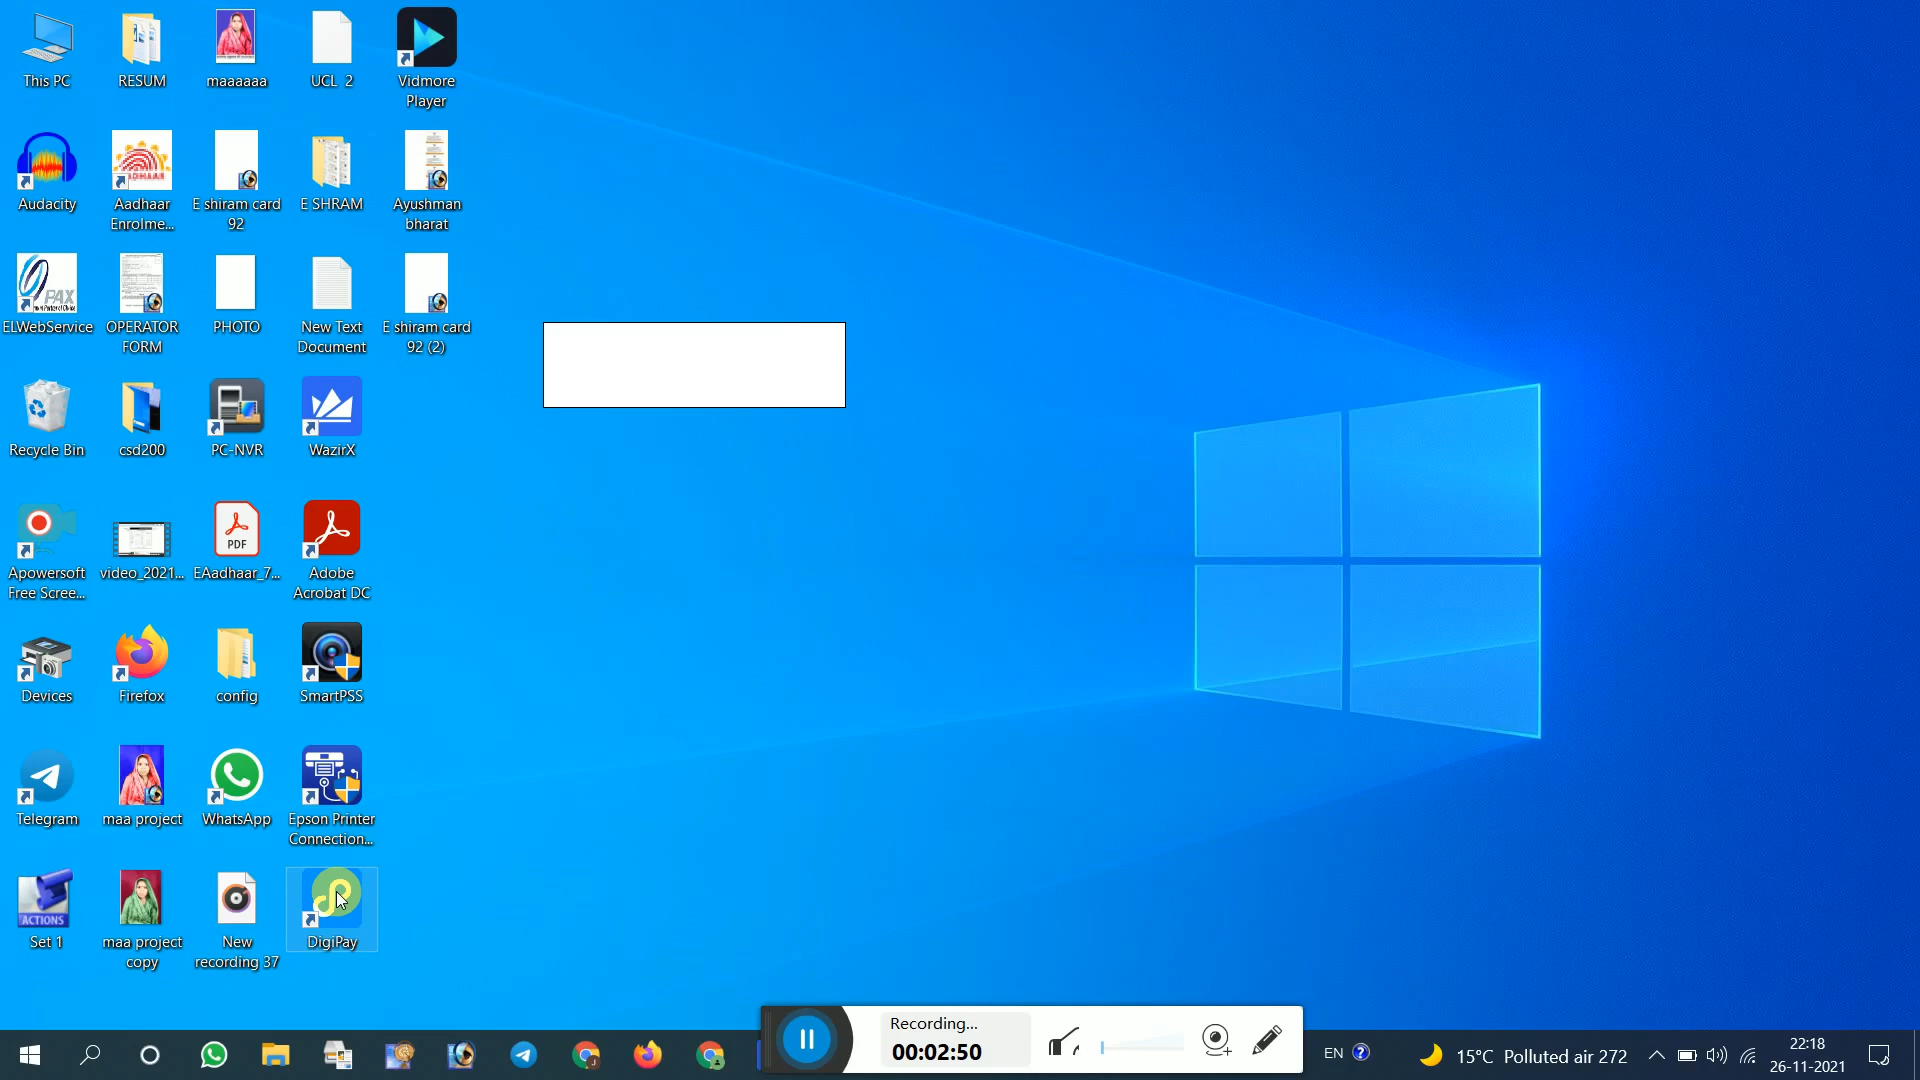 This PC
RESUM
maaaaaa
UCL 2
Vidmore
Player
Audacity
Aadhaar
Enrolme...
E shiram card
92
E SHRAM
Ayushman
bharat
PAX
ELWebService
OPERATOR
FORM
PHOTO
New Text
Document
E shiram card
92 (2)
Recycle Bin
csd200
PC-NVR
WazirX
Apowersoft
Free Scree...
video_2021...
PDF
EAadhaar_7...
Adobe
Acrobat DC
Devices
Firefox
config
SmartPSS
Telegram
maa project
WhatsApp
Epson Printer
Connection...
ACTIONS
Set 1
maa project
copy
New
recording 37
DigiPay
Recording...
00:02:50
EN
15°C Polluted air 272
22:18
26-11-2021